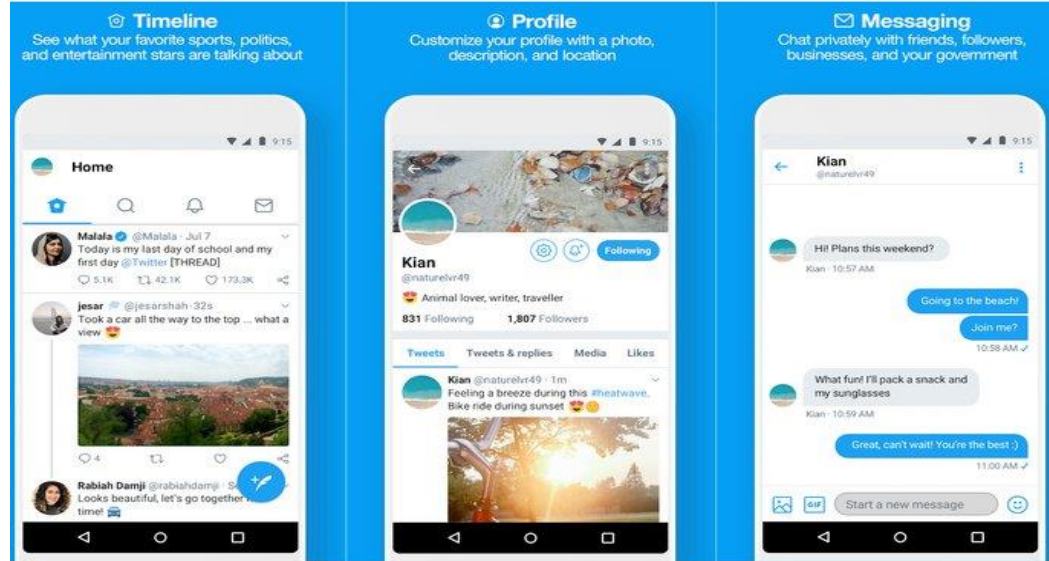 Timeline
See what your favorite sports, politics,
and entertainment stars are talking about
9:15
Home
Malala @Malala · Jul 7
Today is my last day of school and my
first day @Twitter [THREAD]
5.1K 42.1K 173.3K
jesar @jesarshah · 32s
Took a car all the way to the top ... what a
view
4
Rabiah Damji @rabiahdamji · S
Looks beautiful, let's go together
time!
Profile
Customize your profile with a photo,
description, and location
9:15
Following
Kian
@naturelvr49
Animal lover, writer, traveller
831 Following 1,807 Followers
Tweets Tweets & replies Media Likes
Kian @naturelvr49 · 1m
Feeling a breeze during this #heatwave.
Bike ride during sunset
Messaging
Chat privately with friends, followers,
businesses, and your government
9:15
Kian
@naturelvr49
Hi! Plans this weekend?
Kian · 10:57 AM
Going to the beach!
Join me?
10:58 AM ✓
What fun! I'll pack a snack and
my sunglasses
Kian · 10:59 AM
Great, can't wait! You're the best :)
11:00 AM ✓
GIF Start a new message